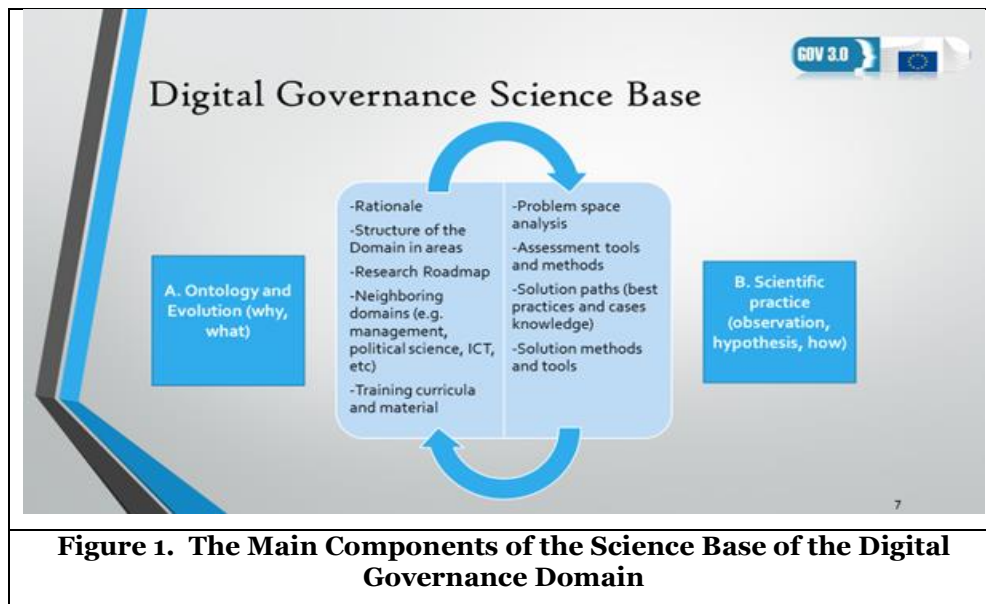 GOV 3.0
Digital Governance Science Base
A. Ontology and
Evolution (why,
what)
-Rationale
-Structure of the
Domain in areas
-Research Roadmap
-Neighboring
domains (e.g.
management,
political science, ICT,
etc)
-Training curricula
and material
-Problem space
analysis
-Assessment tools
and methods
-Solution paths (best
practices and cases
knowledge)
-Solution methods
and tools
B. Scientific
practice
(observation,
hypothesis, how)
7
Figure 1. The Main Components of the Science Base of the Digital
Governance Domain